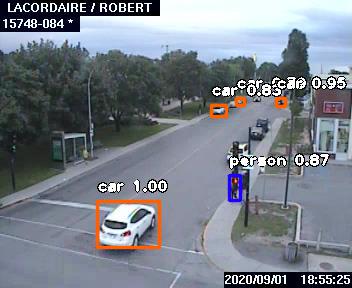 LACORDAIRE / ROBERT
15748-084 *
car 0.83
0.95
person 0.87
car 1.00
2020/09/01 18:55:25